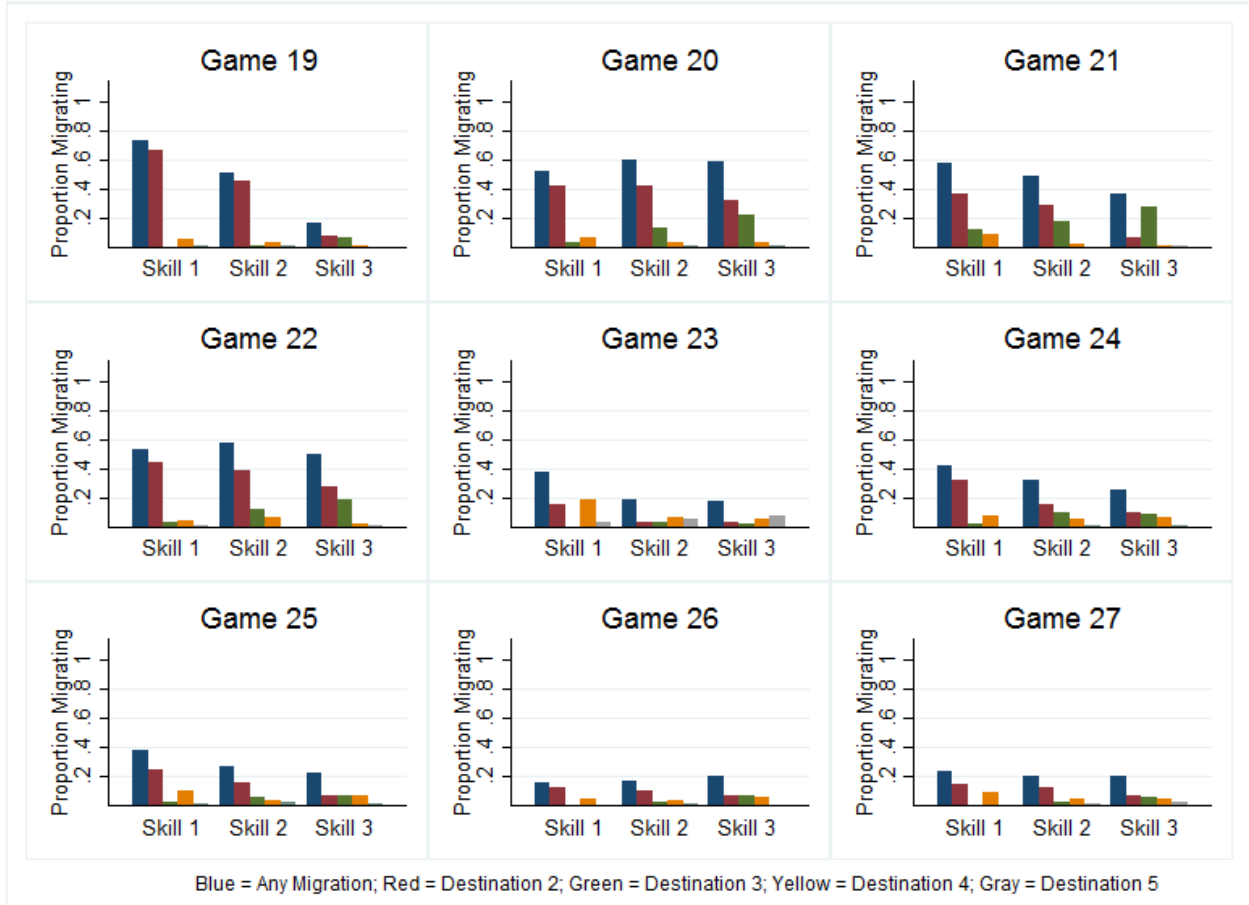 Game 19
Proportion Migrating
1
.8
.6
.4
.2
Skill 1 Skill 2 Skill 3
Game 20
Proportion Migrating
1
.8
.6
.4
.2
Skill 1 Skill 2 Skill 3
Game 21
Proportion Migrating
1
.8
.6
.4
.2
Skill 1 Skill 2 Skill 3
Game 22
Proportion Migrating
1
.8
.6
.4
.2
Skill 1 Skill 2 Skill 3
Game 23
Proportion Migrating
1
.8
.6
.4
.2
Skill 1 Skill 2 Skill 3
Game 24
Proportion Migrating
1
.8
.6
.4
.2
Skill 1 Skill 2 Skill 3
Game 25
Proportion Migrating
1
.8
.6
.4
.2
Skill 1 Skill 2 Skill 3
Game 26
Proportion Migrating
1
.8
.6
.4
.2
Skill 1 Skill 2 Skill 3
Game 27
Proportion Migrating
1
.8
.6
.4
.2
Skill 1 Skill 2 Skill 3
Blue = Any Migration; Red = Destination 2; Green = Destination 3; Yellow = Destination 4; Gray = Destination 5